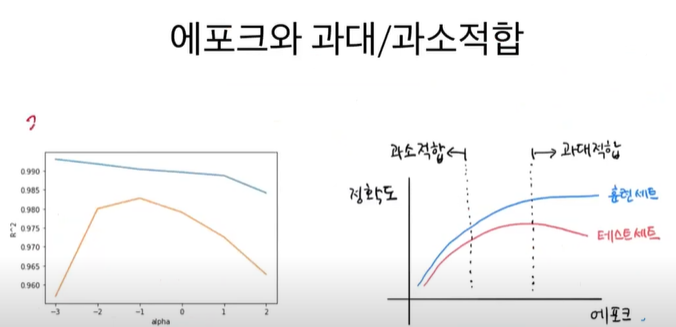 에포크와 과대/과소적합
0.990
0.985
0.980
0.975
0.970
0.965
0.960
R^2
-3
-2
-1
0
1
2
alpha
과소적합
과대적합
정확도
훈련세트
테스트세트
에포크